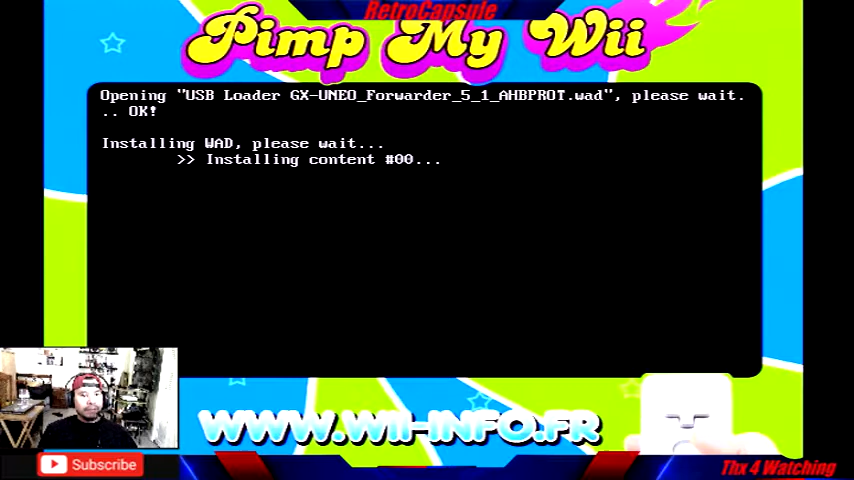 RetroCapsule
Pimp My Wii
Opening "USB Loader GX-UNEO_Forwarder_5_1_AHBPROT.wad", please wait.
.. OK!
Installing WAD, please wait...
>> Installing content #00...
WWW.WII-INFO.FR
Subscribe
Thx 4 Watching